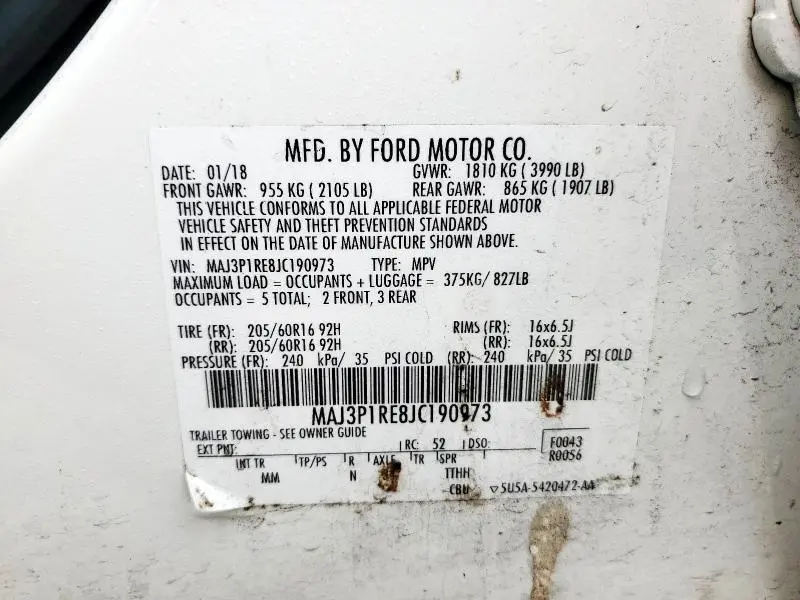 MFD. BY FORD MOTOR CO.
DATE: 01/18 GVWR: 1810 KG ( 3990 LB)
FRONT GAWR: 955 KG ( 2105 LB) REAR GAWR: 865 KG ( 1907 LB)
THIS VEHICLE CONFORMS TO ALL APPLICABLE FEDERAL MOTOR
VEHICLE SAFETY AND THEFT PREVENTION STANDARDS
IN EFFECT ON THE DATE OF MANUFACTURE SHOWN ABOVE.
VIN: MAJ3P1RE8JC190973 TYPE: MPV
MAXIMUM LOAD = OCCUPANTS + LUGGAGE = 375KG/ 827LB
OCCUPANTS = 5 TOTAL; 2 FRONT, 3 REAR
TIRE (FR): 205/60R16 92H RIMS (FR): 16x6.5J
(RR): 205/60R16 92H (RR): 16x6.5J
PRESSURE (FR): 240 kPa/ 35 PSI COLD (RR): 240 kPa/ 35 PSI COLD
MAJ3P1RE8JC190973
TRAILER TOWING - SEE OWNER GUIDE
EXT PNT: RC: 52 DSO: F0043
R0056
INT TR TP/PS R AXLE TR SPR
MM N TTHH
CBU 5U5A-5420472-AA